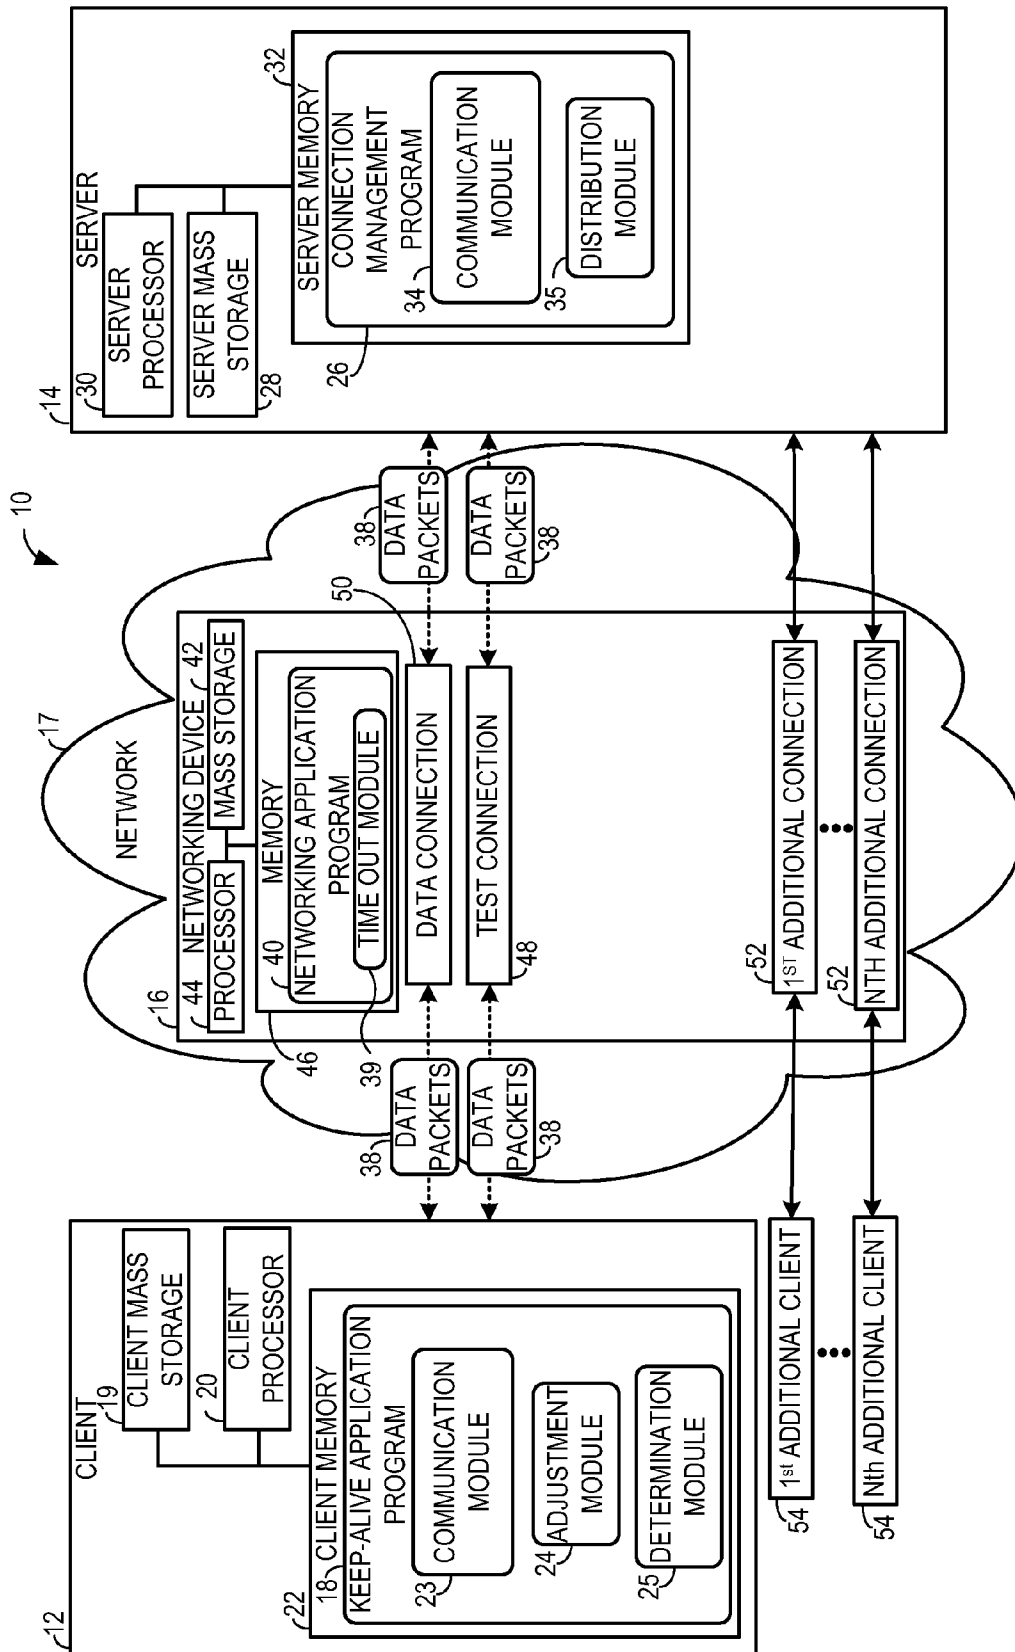 10
12
CLIENT
19
CLIENT MASS
STORAGE
20
CLIENT
PROCESSOR
22
CLIENT MEMORY
18
KEEP-ALIVE APPLICATION
PROGRAM
23
COMMUNICATION
MODULE
24
ADJUSTMENT
MODULE
25
DETERMINATION
MODULE
54
1st ADDITIONAL CLIENT
54
Nth ADDITIONAL CLIENT
17
NETWORK
16
NETWORKING DEVICE
44
PROCESSOR
42
MASS STORAGE
46
MEMORY
40
NETWORKING APPLICATION
PROGRAM
39
TIME OUT MODULE
50
DATA CONNECTION
48
TEST CONNECTION
38
DATA
PACKETS
DATA
PACKETS
38
38
DATA
PACKETS
DATA
PACKETS
38
52
1ST ADDITIONAL CONNECTION
52
NTH ADDITIONAL CONNECTION
14
SERVER
30
SERVER
PROCESSOR
SERVER MASS
STORAGE
28
32
SERVER MEMORY
26
CONNECTION
MANAGEMENT
PROGRAM
34
COMMUNICATION
MODULE
35
DISTRIBUTION
MODULE